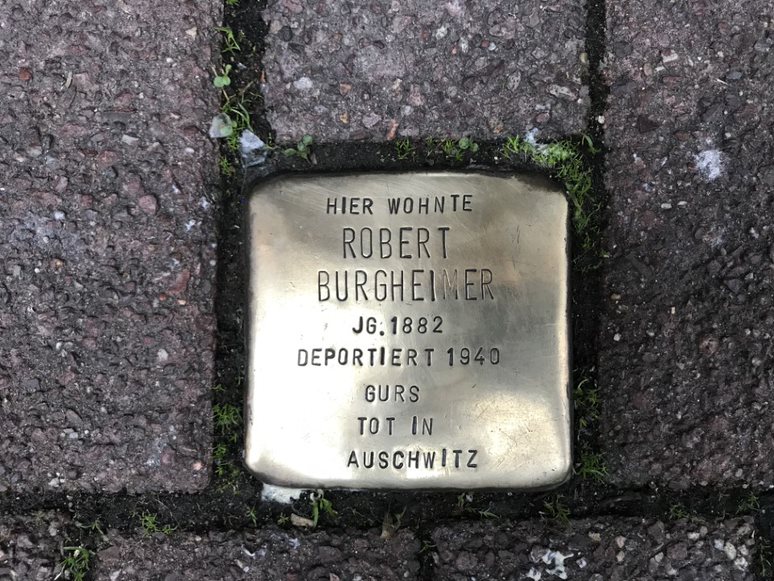 HIER WOHNTE
ROBERT
BURGHEIMER
JG. 1882
DEPORTIERT 1940
GURS
TOT IN
AUSCHWITZ